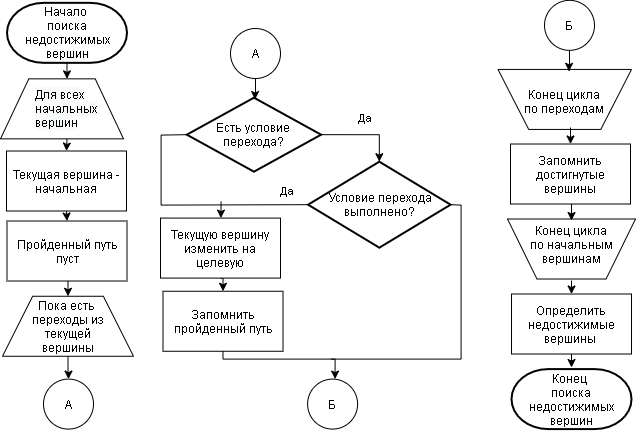 Начало
поиска
недостижимых
вершин
Для всех
начальных
вершин
Текущая вершина -
начальная
Пройденный путь
пуст
Пока есть
переходы из
текущей
вершины
А
А
Есть условие
перехода?
Да
Условие перехода
выполнено?
Да
Текущую вершину
изменить на
целевую
Запомнить
пройденный путь
Б
Б
Конец цикла
по переходам
Запомнить
достигнутые
вершины
Конец цикла
по начальным
вершинам
Определить
недостижимые
вершины
Конец
поиска
недостижимых
вершин